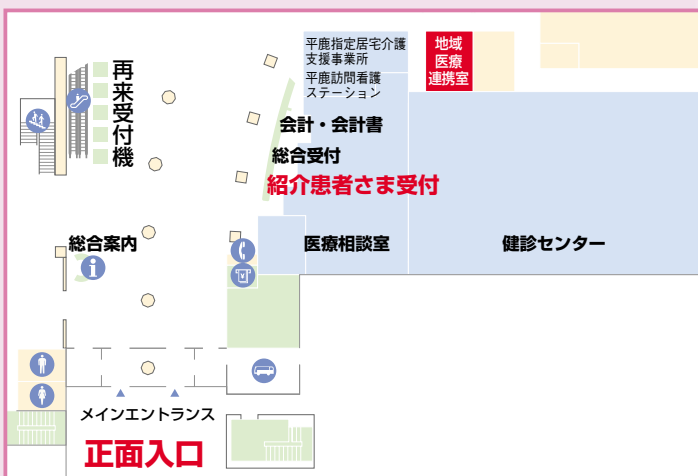 平鹿指定居宅介護
支援事業所
平鹿訪問看護
ステーション
地域
医療
連携室
再来受付機
会計・会計書
総合受付
紹介患者さま受付
総合案内
医療相談室
健診センター
メインエントランス
正面入口